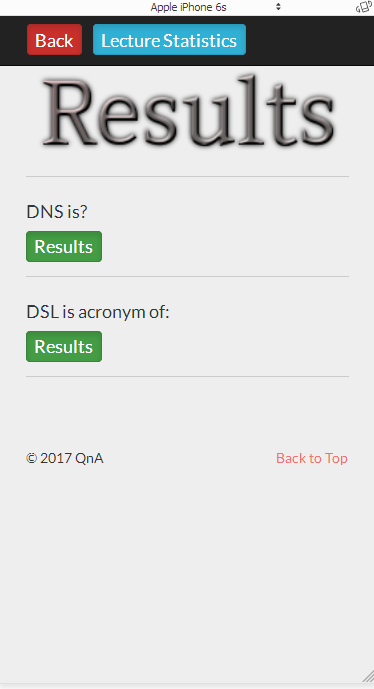 Apple iPhone 6s
Back Lecture Statistics
Results
DNS is?
Results
DSL is acronym of:
Results
© 2017 QnA Back to Top